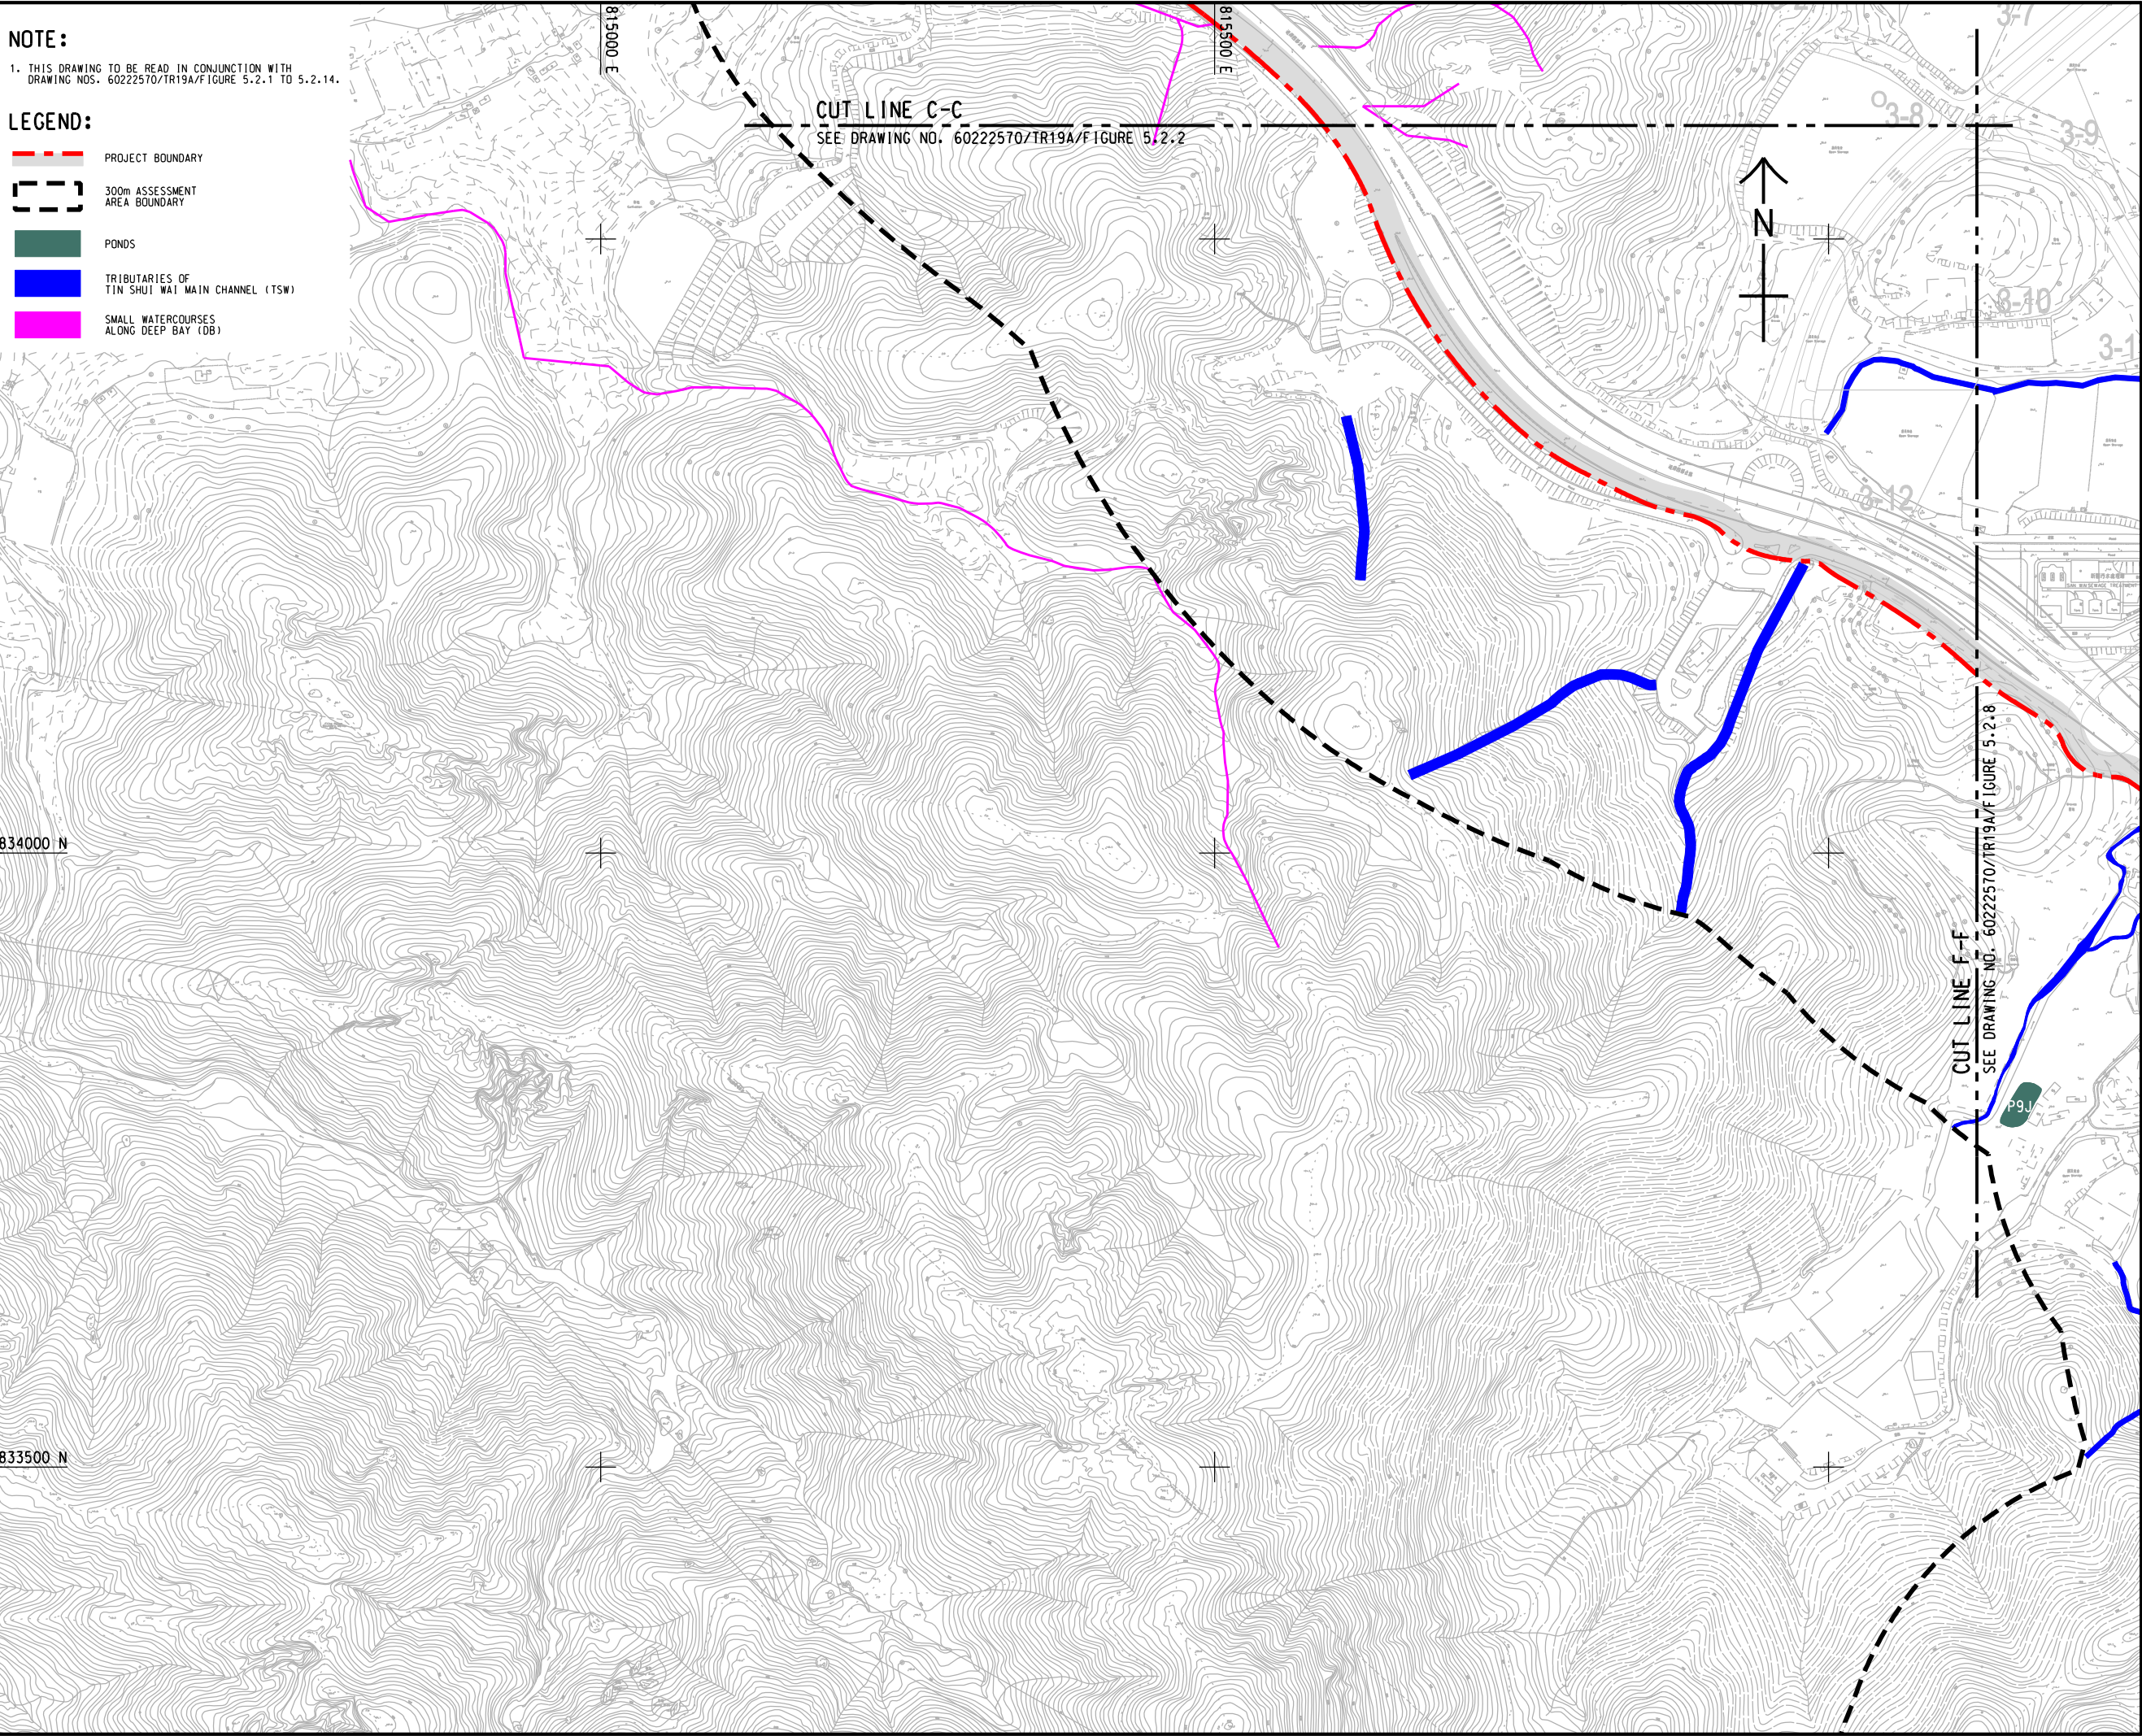 NOTE:
1. THIS DRAWING TO BE READ IN CONJUNCTION WITH
DRAWING NOS. 60222570/TR19A/FIGURE 5.2.1 TO 5.2.14.
LEGEND:
PROJECT BOUNDARY
300m ASSESSMENT
AREA BOUNDARY
PONDS
TRIBUTARIES OF
TIN SHUI WAI MAIN CHANNEL (TSW)
SMALL WATERCOURSES
ALONG DEEP BAY (DB)
815000 E
815500 E
CUT LINE C-C
SEE DRAWING NO. 60222570/TR19A/FIGURE 5.2.2
N
3-7
3-8
3-9
3-10
3-1
3-12
834000 N
833500 N
CUT LINE F-F
SEE DRAWING NO. 60222570/TR19A/FIGURE 5.2.8
P9J